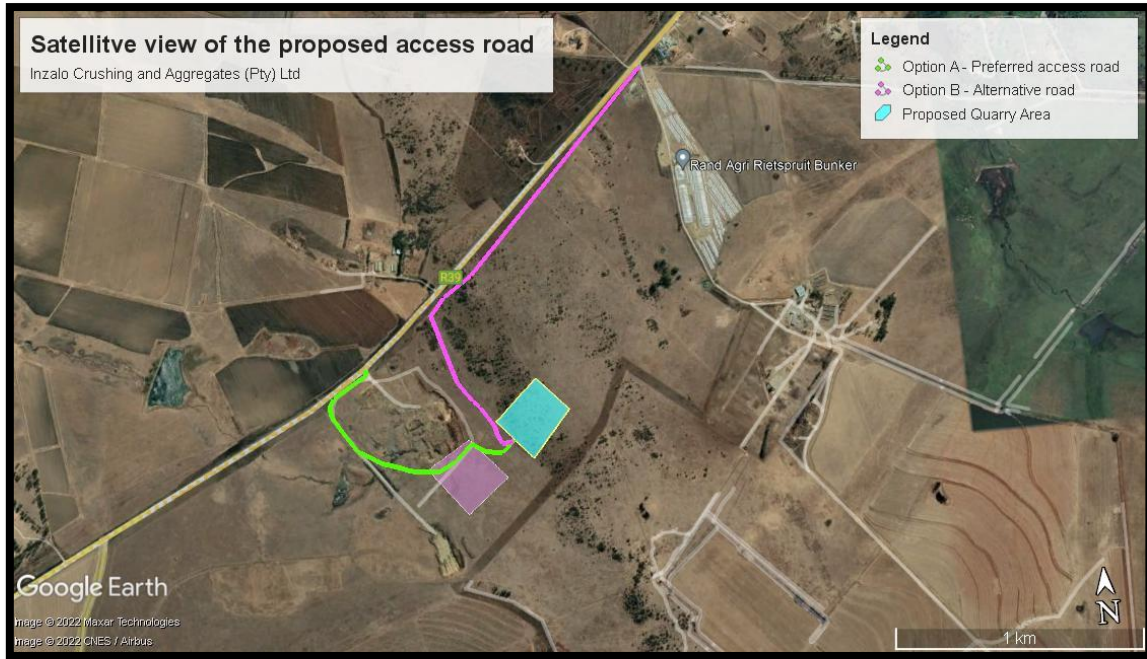 Satellitve view of the proposed access road
Inzalo Crushing and Aggregates (Pty) Ltd
Legend
Option A - Preferred access road
Option B - Alternative road
Proposed Quarry Area
Rand Agri Rietspruit Bunker
R39
Google Earth
Image © 2022 Maxar Technologies
Image © 2022 CNES / Airbus
N
1 km